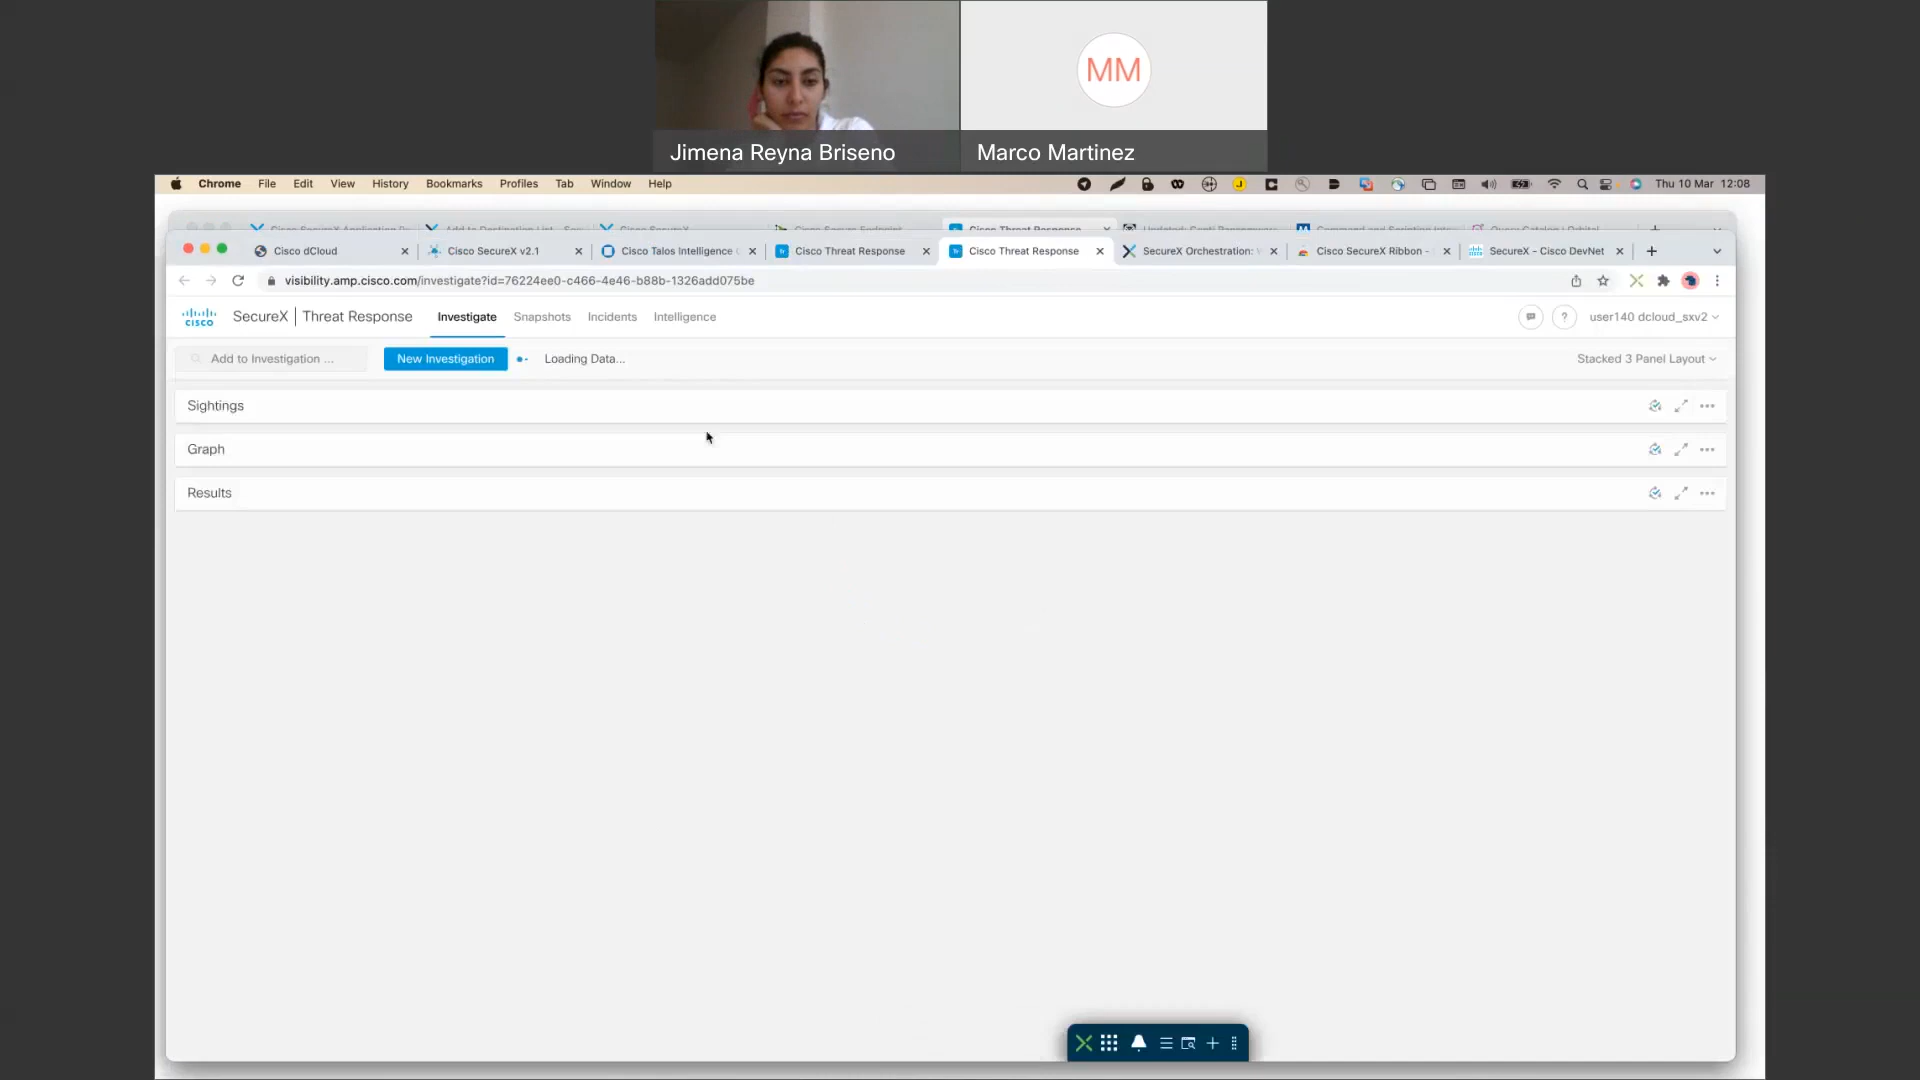 MM
Jimena Reyna Briseno
Marco Martinez
Chrome File Edit View History Bookmarks Profiles Tab Window Help
Thu 10 Mar 12:08
Cisco dCloud
Cisco SecureX v2.1
Cisco Talos Intelligence
Cisco Threat Response
Cisco Threat Response
SecureX Orchestration:
Cisco SecureX Ribbon -
SecureX - Cisco DevNet
visibility.amp.cisco.com/investigate?id=76224ee0-c466-4e46-b88b-1326add075be
cisco
SecureX | Threat Response
Investigate Snapshots Incidents Intelligence
? user140 dcloud_sxv2
Add to Investigation ...
New Investigation
Loading Data...
Stacked 3 Panel Layout
Sightings
Graph
Results